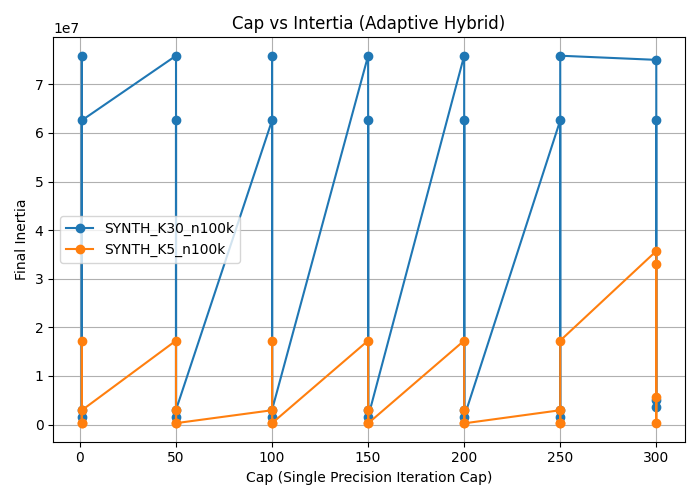 Cap vs Intertia (Adaptive Hybrid)
1e7
7
6
5
4
3
2
1
0
Final Inertia
SYNTH_K30_n100k
SYNTH_K5_n100k
0 50 100 150 200 250 300
Cap (Single Precision Iteration Cap)